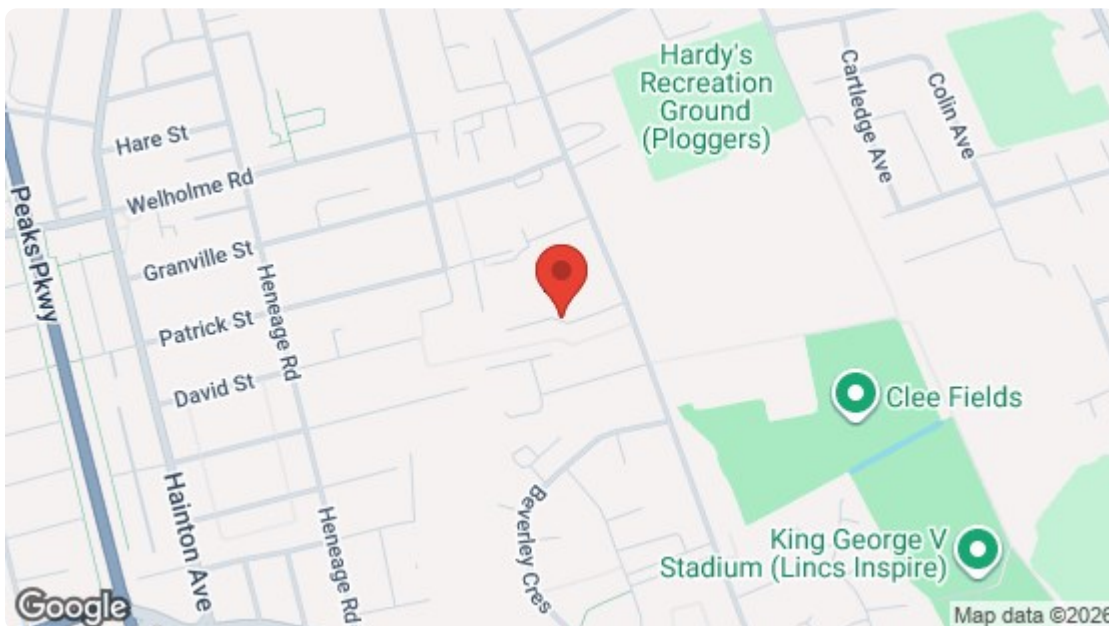 Hardy's
Recreation
Ground
(Ploggers)
Cartledge Ave
Colin Ave
Hare St
Welholme Rd
Peaks Pkwy
Granville St
Heneage Rd
Patrick St
David St
Clee Fields
Hainton Ave
Heneage Rd
Beverley Cres
King George V
Stadium (Lincs Inspire)
Google
Map data ©2026